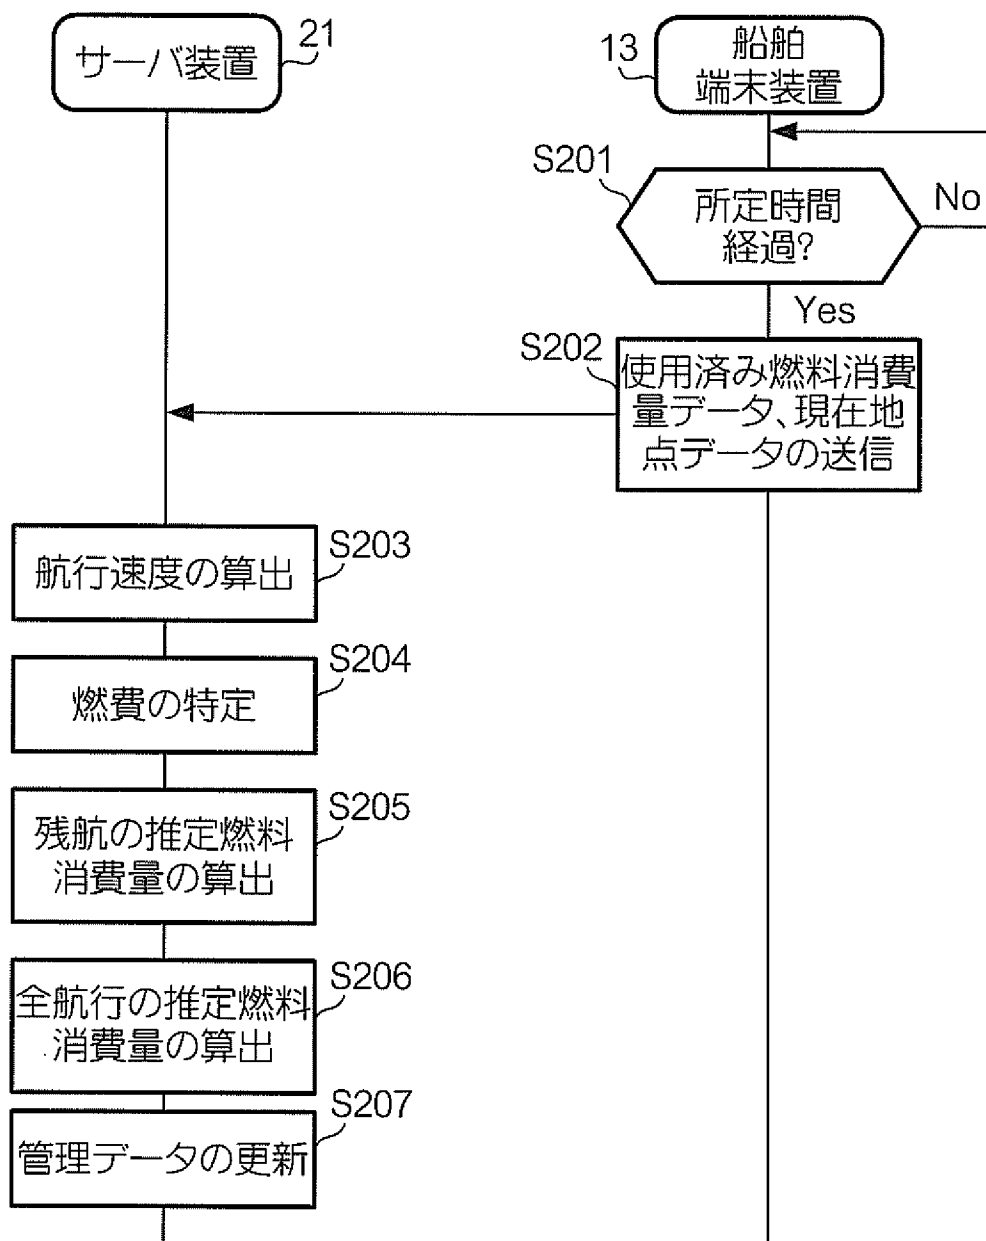 サーバ装置
21
13
船舶
端末装置
S201
所定時間
経過?
No
Yes
S202
使用済み燃料消費
量データ、現在地
点データの送信
S203
航行速度の算出
S204
燃費の特定
S205
残航の推定燃料
消費量の算出
S206
全航行の推定燃料
消費量の算出
S207
管理データの更新